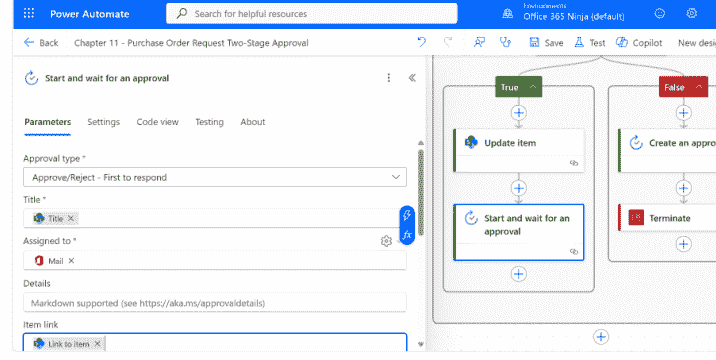 Power Automate
Search for helpful resources
Environments
Office 365 Ninja (default)
Back
Chapter 11 - Purchase Order Request Two-Stage Approval
Save
Test
Copilot
New desi
Start and wait for an approval
Parameters
Settings
Code view
Testing
About
Approval type *
Approve/Reject - First to respond
Title *
Title
Assigned to *
Mail
Details
Markdown supported (see https://aka.ms/approvaldetails)
Item link
Link to item
fx
True
False
Update item
Create an appro
Start and wait for an
approval
Terminate